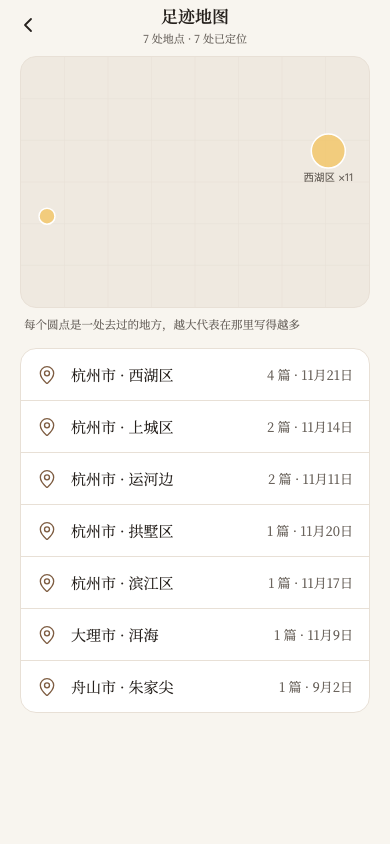 足迹地图
7 处地点 · 7 处已定位
西湖区 ×11
每个圆点是一处去过的地方，越大代表在那里写得越多
杭州市 · 西湖区 4 篇 · 11月21日
杭州市 · 上城区 2 篇 · 11月14日
杭州市 · 运河边 2 篇 · 11月11日
杭州市 · 拱墅区 1 篇 · 11月20日
杭州市 · 滨江区 1 篇 · 11月17日
大理市 · 洱海 1 篇 · 11月9日
舟山市 · 朱家尖 1 篇 · 9月2日